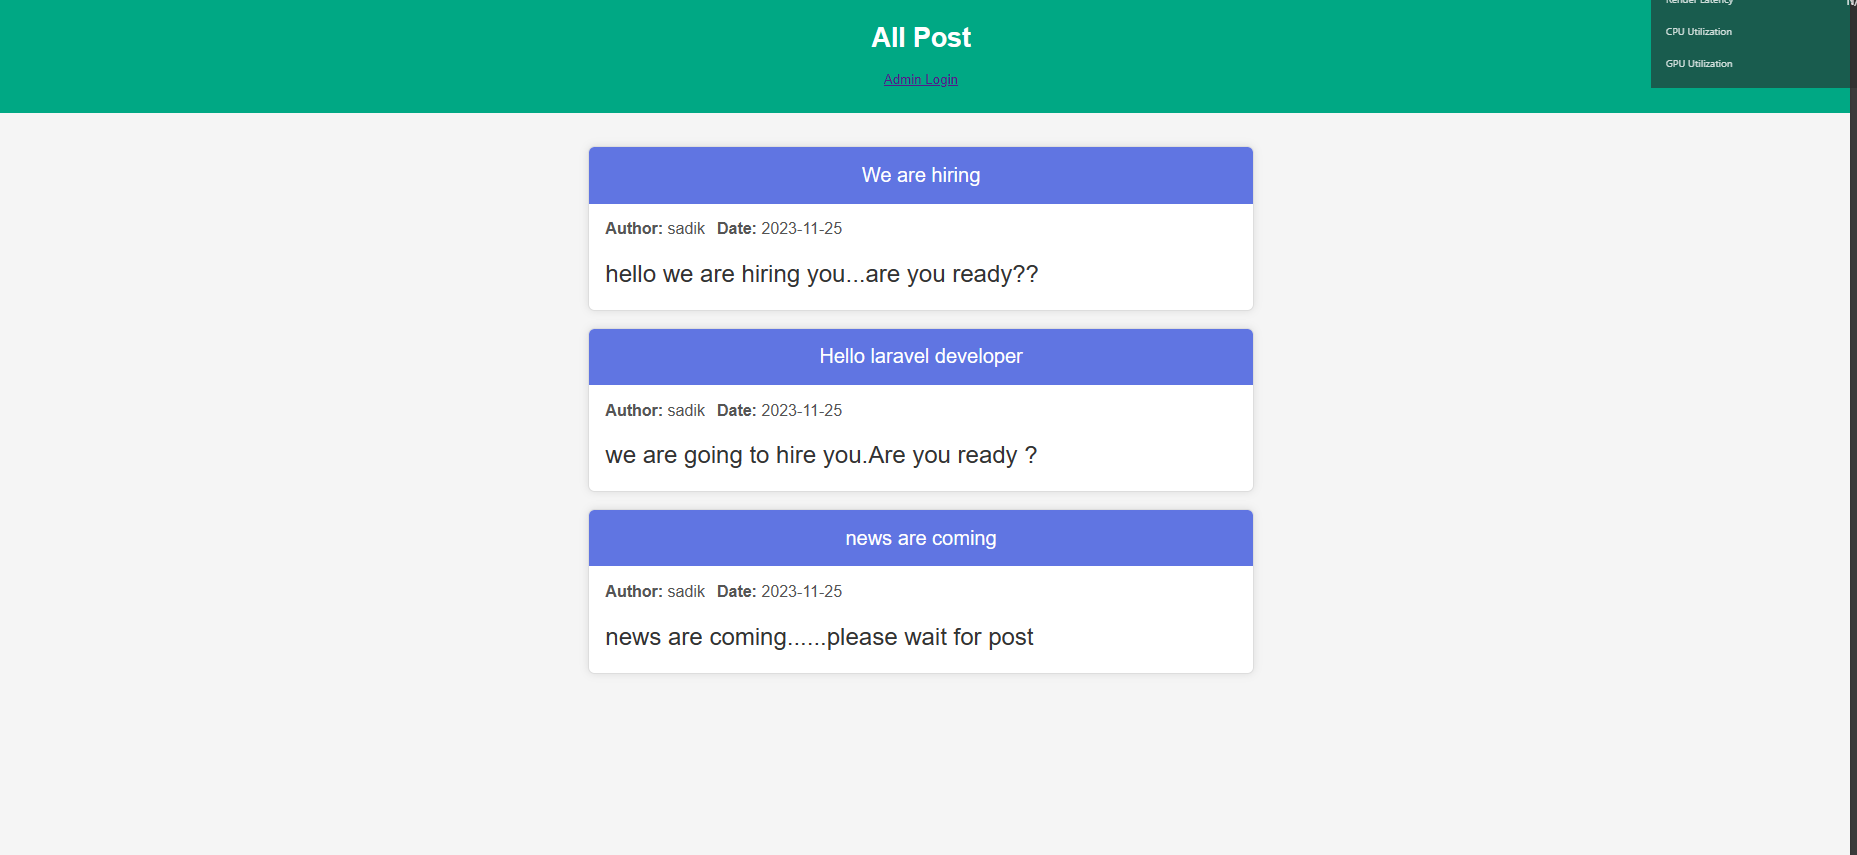 Render Latency
N/
CPU Utilization
GPU Utilization
All Post
Admin Login
We are hiring
Author: sadik Date: 2023-11-25
hello we are hiring you...are you ready??
Hello laravel developer
Author: sadik Date: 2023-11-25
we are going to hire you.Are you ready ?
news are coming
Author: sadik Date: 2023-11-25
news are coming......please wait for post